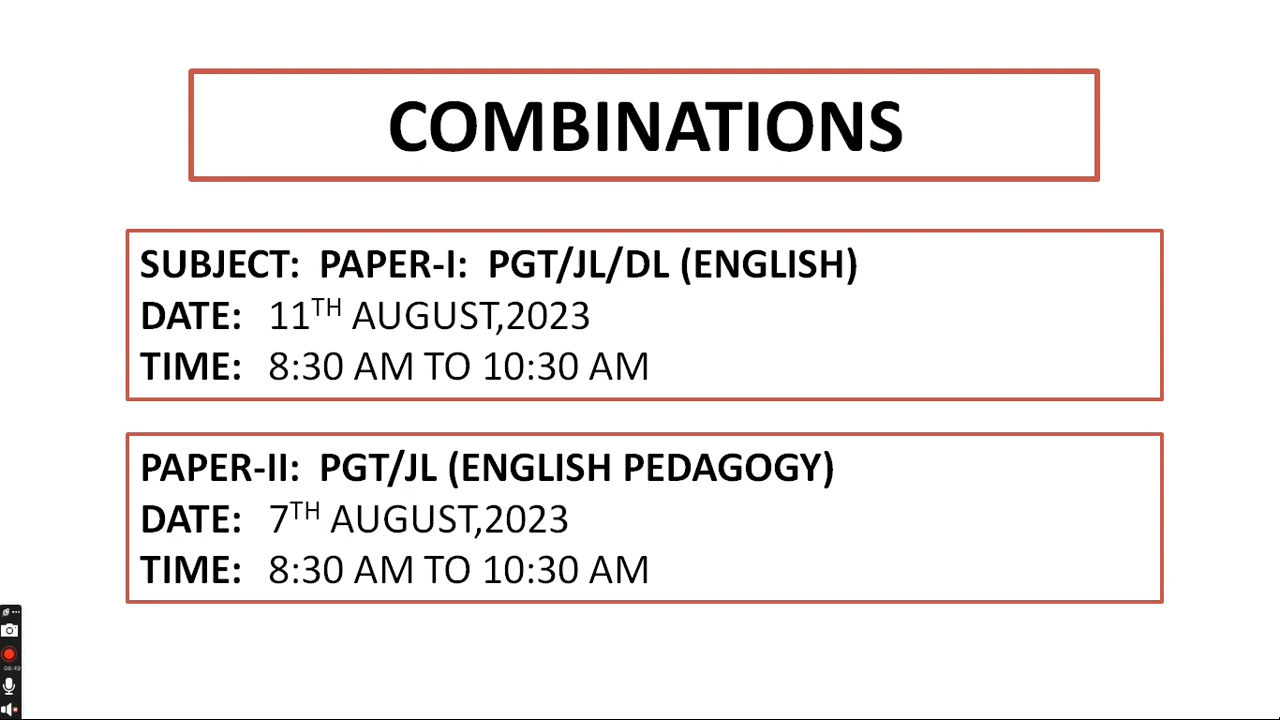 COMBINATIONS
SUBJECT: PAPER-I: PGT/JL/DL (ENGLISH)
DATE: 11TH AUGUST,2023
TIME: 8:30 AM TO 10:30 AM
PAPER-II: PGT/JL (ENGLISH PEDAGOGY)
DATE: 7TH AUGUST,2023
TIME: 8:30 AM TO 10:30 AM